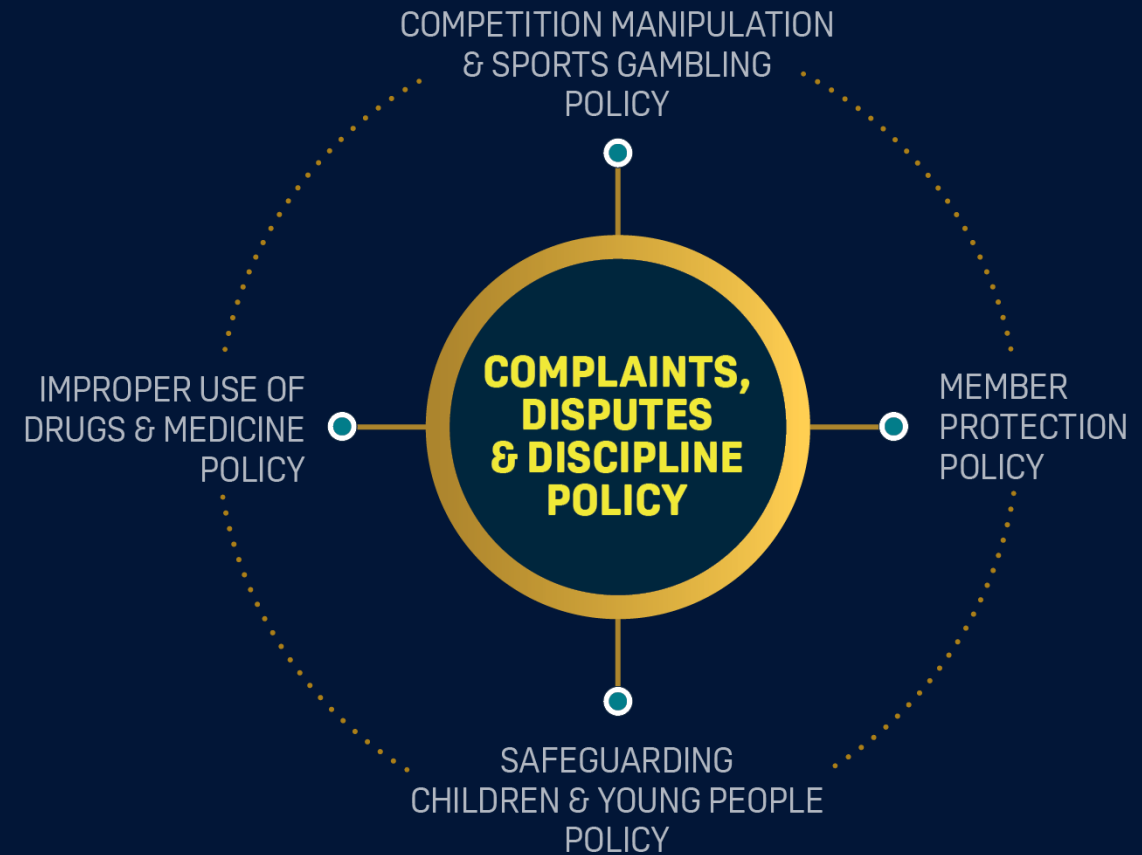 COMPETITION MANIPULATION
& SPORTS GAMBLING
POLICY
IMPROPER USE OF
DRUGS & MEDICINE
POLICY
COMPLAINTS,
DISPUTES
& DISCIPLINE
POLICY
MEMBER
PROTECTION
POLICY
SAFEGUARDING
CHILDREN & YOUNG PEOPLE
POLICY